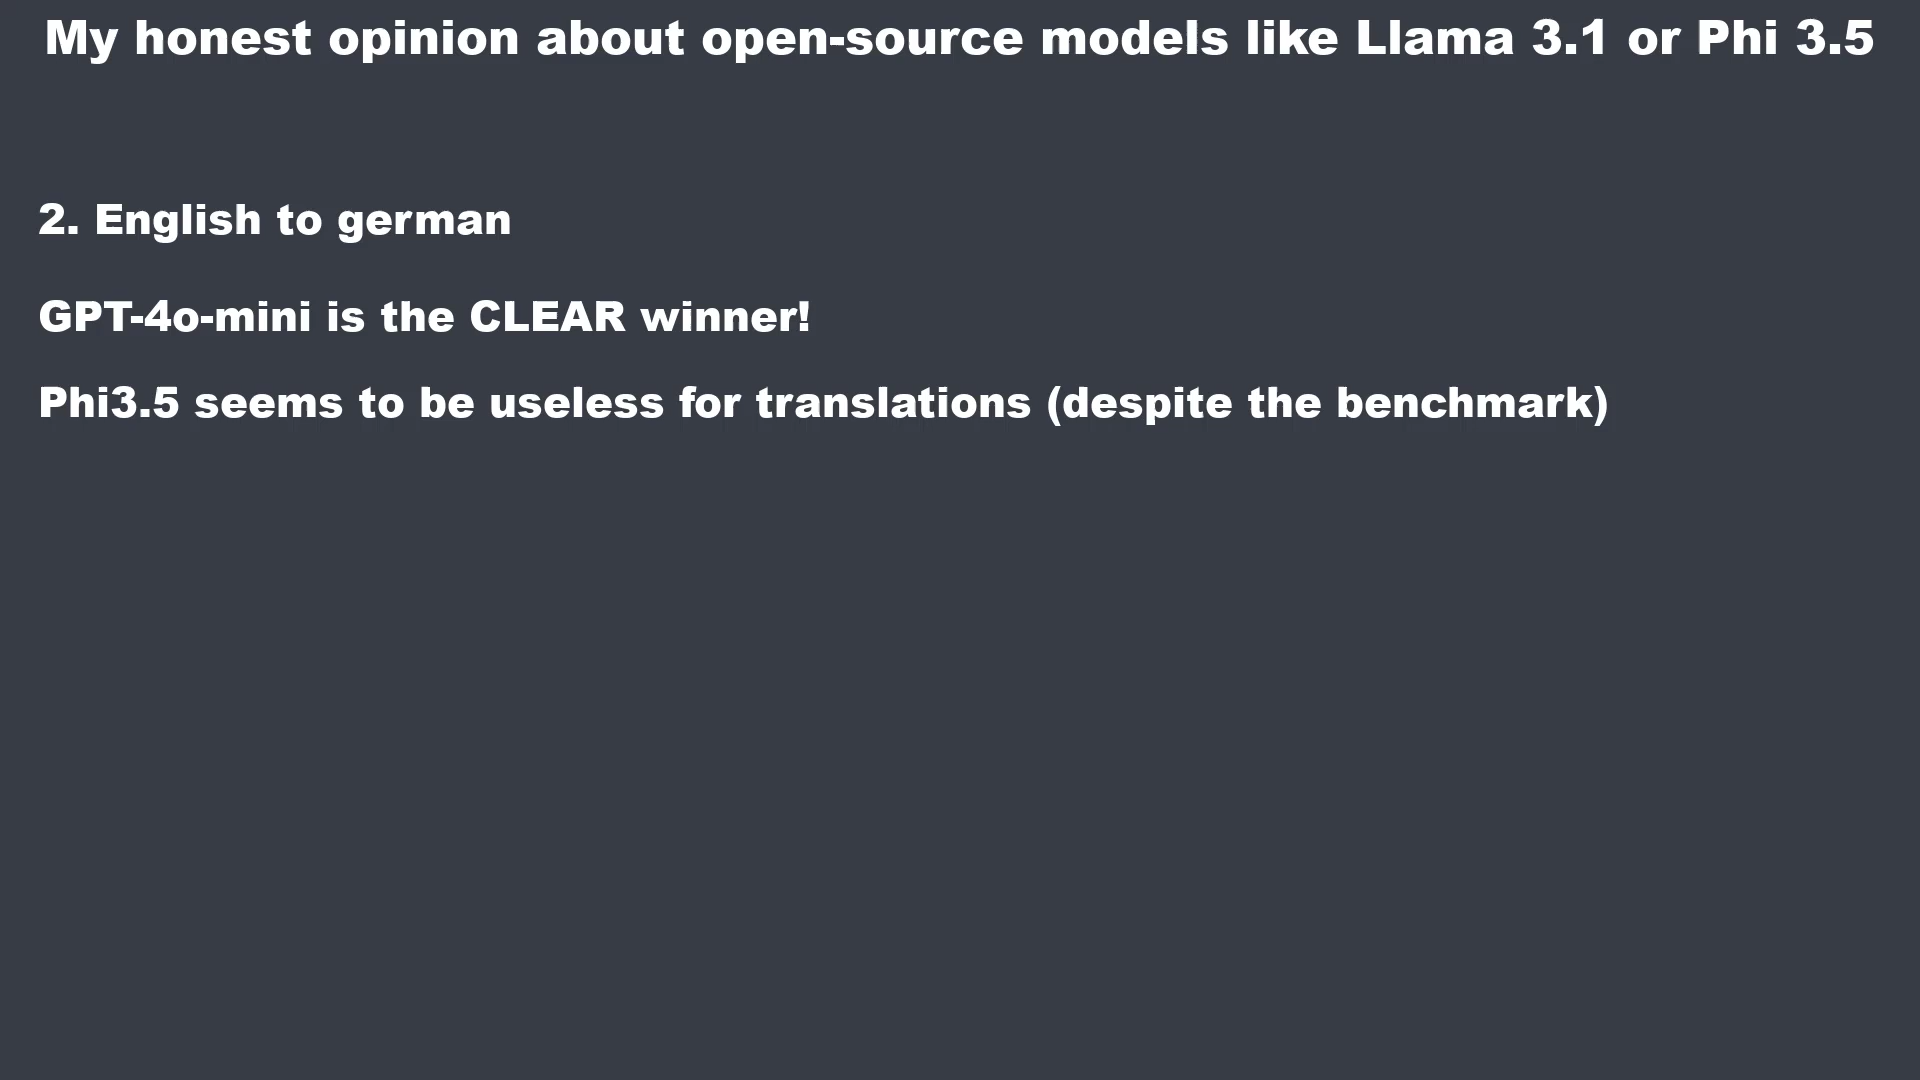 My honest opinion about open-source models like Llama 3.1 or Phi 3.5
2. English to german
GPT-4o-mini is the CLEAR winner!
Phi3.5 seems to be useless for translations (despite the benchmark)